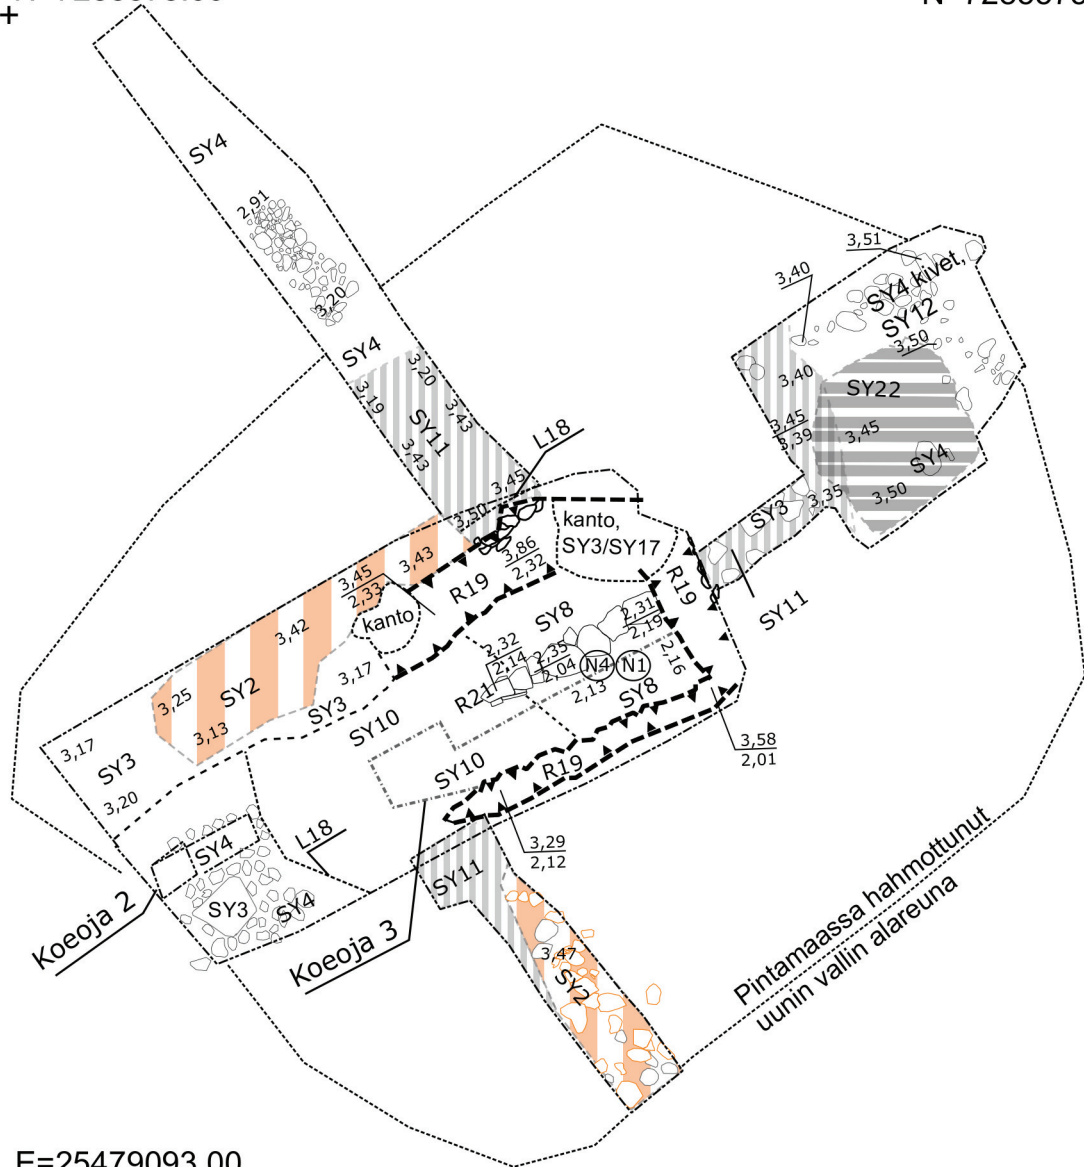 +
SY4
2,91
3,20
SY4
3,20
3,19
3,43
SY11
3,43
3,45
L18
3,50
3,51
3,40
SY4 kivet,
SY12
3,50
3,40
SY22
3,45
3,39
3,45
SY4
3,35
3,50
SY3
SY11
kanto,
SY3/SY17
3,86
2,32
R19
R19
3,43
3,45
2,33
kanto
3,42
SY8
2,31
2,19
2,32
2,14
2,35
2,04
N4
N1
2,16
2,13
SY8
R21
3,17
3,25
SY2
3,13
SY3
SY10
3,17
SY3
3,20
SY10
R19
3,58
2,01
3,29
2,12
L18
SY4
SY3
SY4
SY11
Koeoja 2
Koeoja 3
3,47
SY2
Pintamaassa hahmottunut
uunin vallin alareuna
E=25479093.00